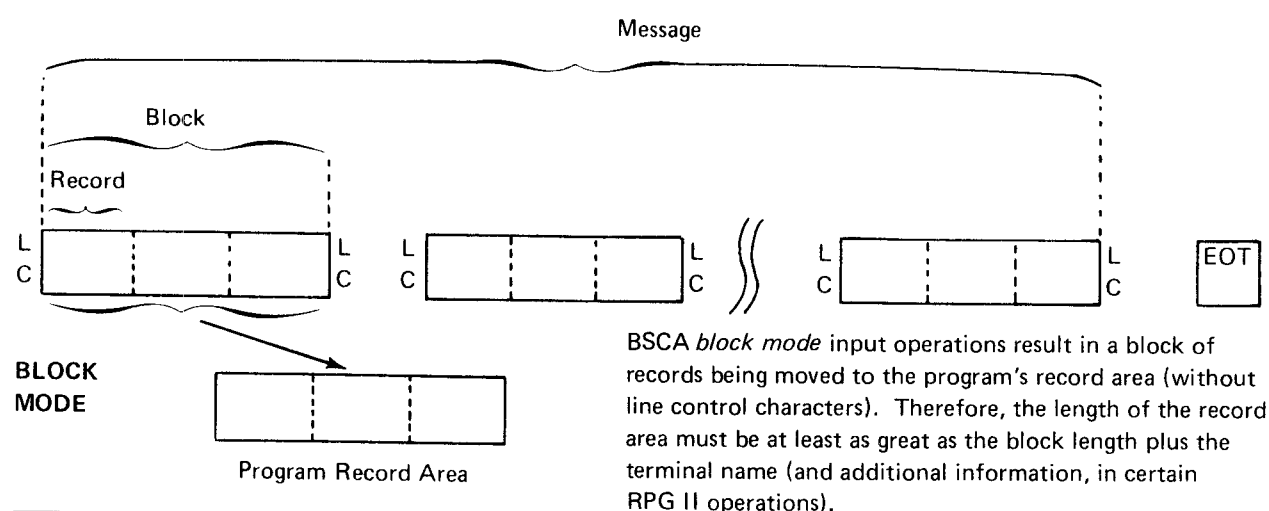 Message
Block
Record
L
C
L
C
L
C
L
C
L
C
L
C
EOT
BLOCK
MODE
Program Record Area
BSCA block mode input operations result in a block of
records being moved to the program's record area (without
line control characters). Therefore, the length of the record
area must be at least as great as the block length plus the
terminal name (and additional information, in certain
RPG II operations).